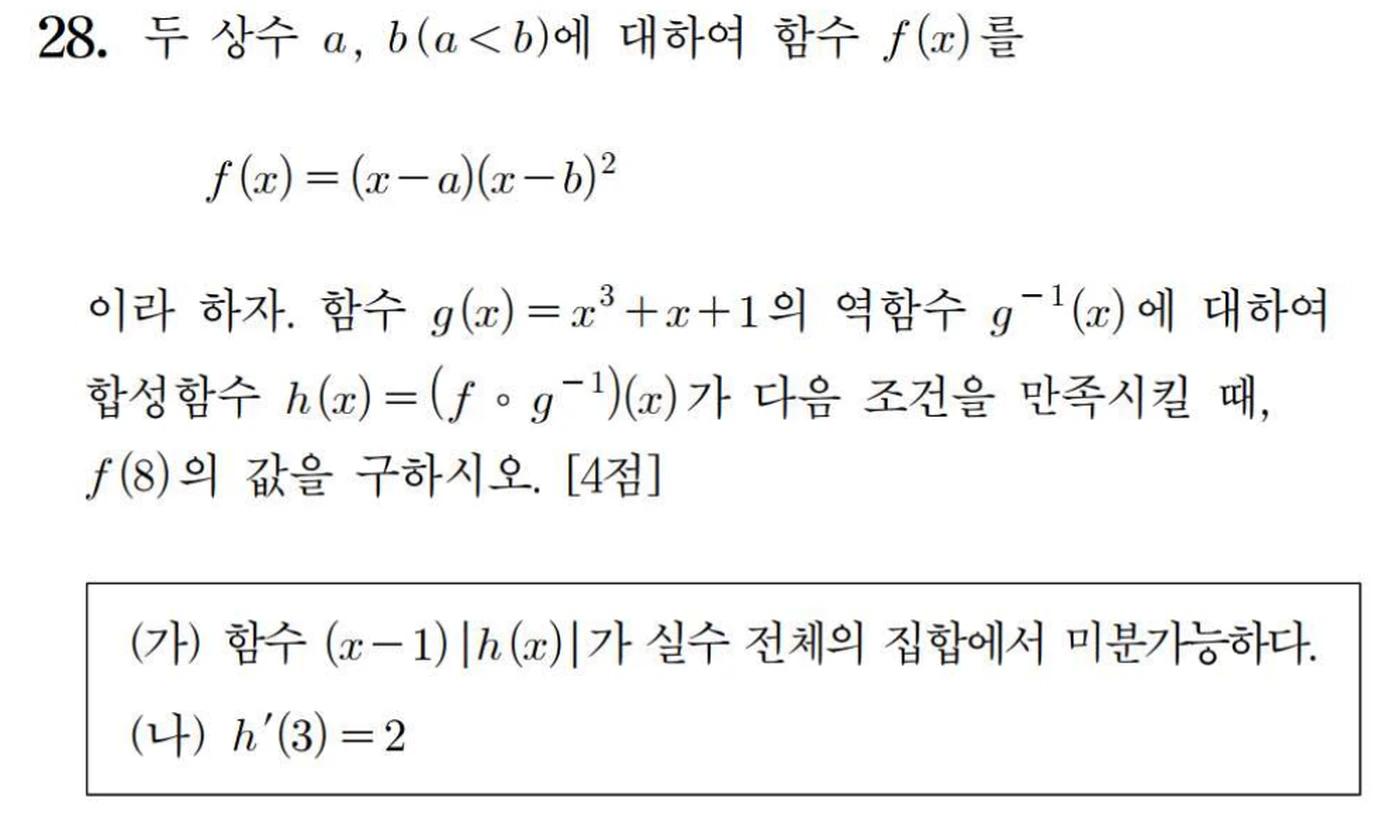 28. 두 상수 a, b(a<b)에 대하여 함수 f(x)를
f(x)=(x-a)(x-b)²
이라 하자. 함수 g(x)=x³+x+1의 역함수 g⁻¹(x)에 대하여
합성함수 h(x)=(f∘g⁻¹)(x)가 다음 조건을 만족시킬 때,
f(8)의 값을 구하시오. [4점]
(가) 함수 (x-1)|h(x)|가 실수 전체의 집합에서 미분가능하다.
(나) h′(3)=2